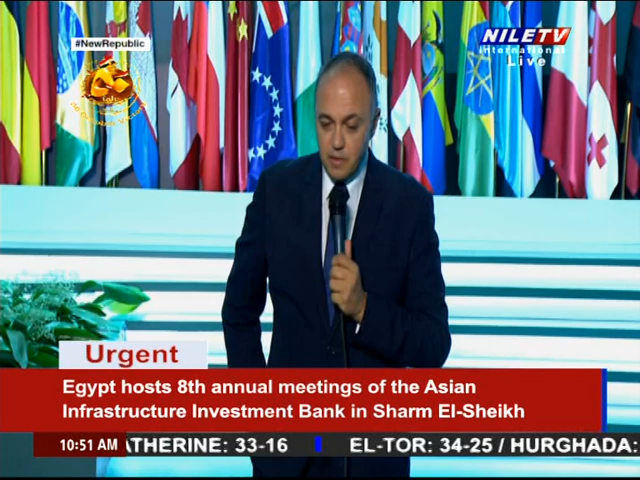 #NewRepublic
NILETV
international
Live
Urgent
Egypt hosts 8th annual meetings of the Asian
Infrastructure Investment Bank in Sharm El-Sheikh
10:51 AM ATHERINE: 33-16 EL-TOR: 34-25 / HURGHADA: